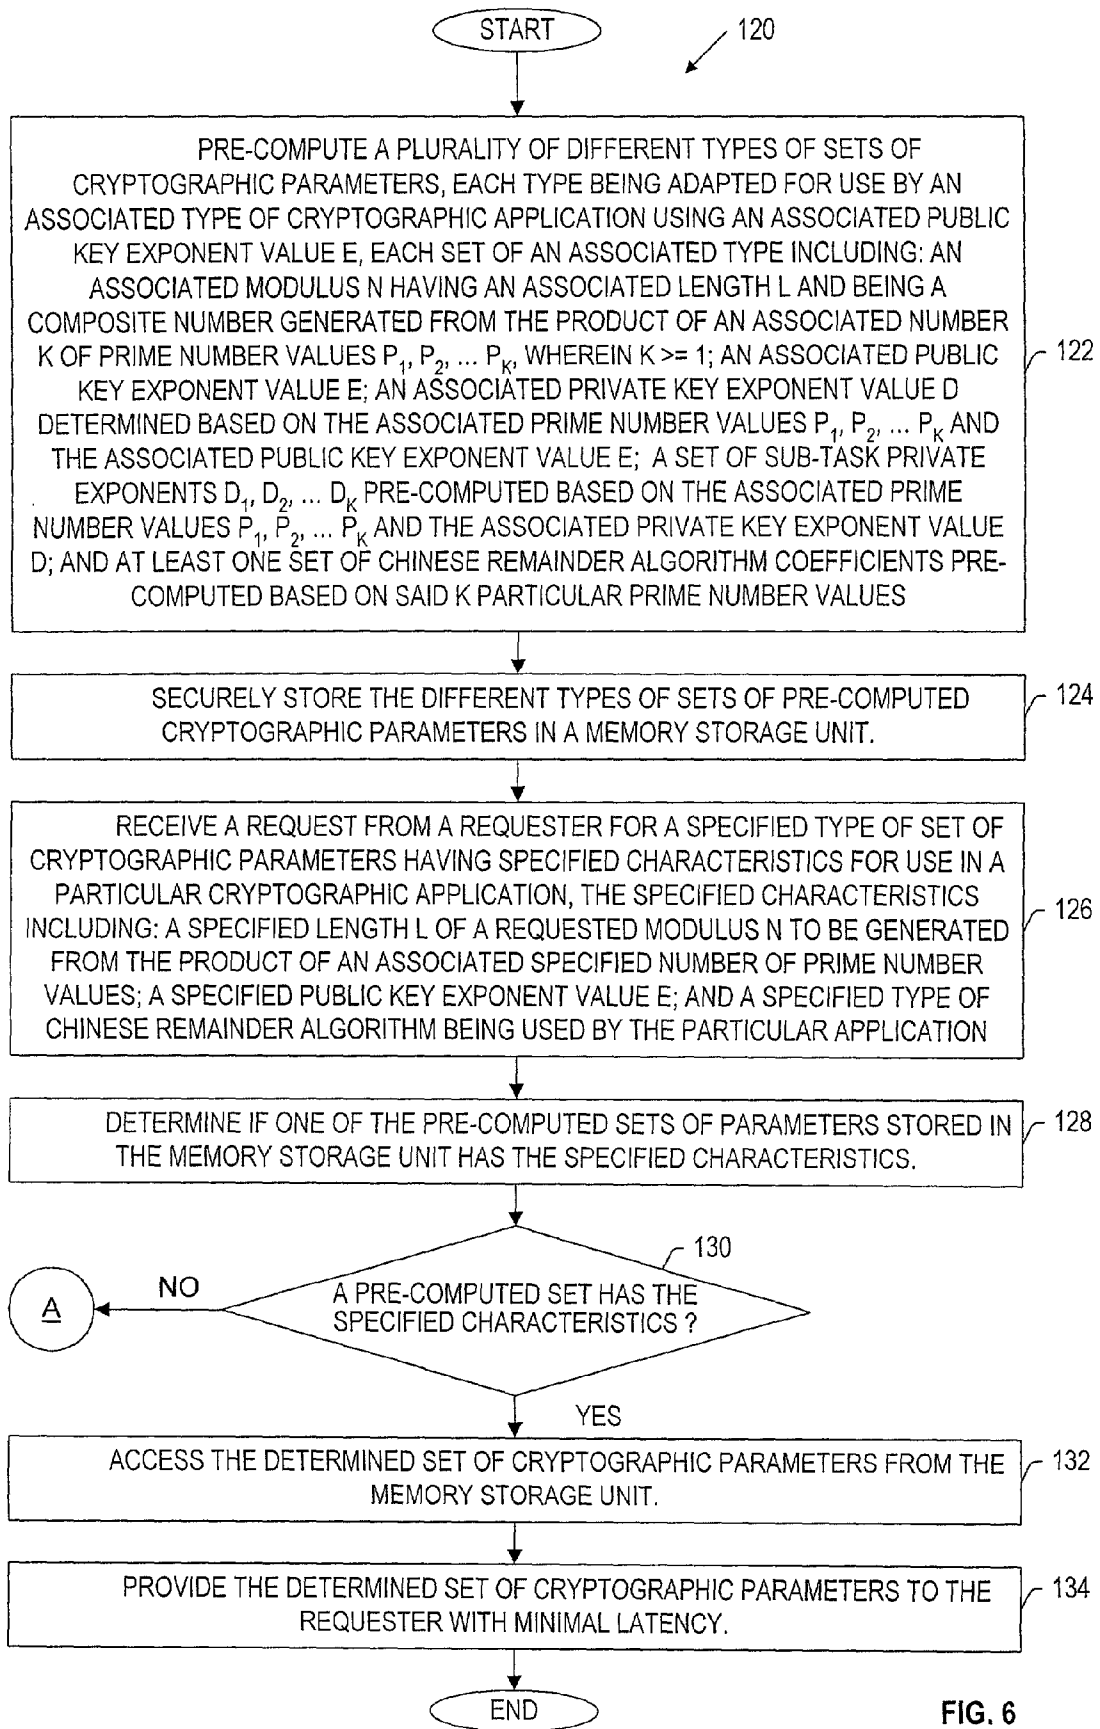 START
120
PRE-COMPUTE A PLURALITY OF DIFFERENT TYPES OF SETS OF
CRYPTOGRAPHIC PARAMETERS, EACH TYPE BEING ADAPTED FOR USE BY AN
ASSOCIATED TYPE OF CRYPTOGRAPHIC APPLICATION USING AN ASSOCIATED PUBLIC
KEY EXPONENT VALUE E, EACH SET OF AN ASSOCIATED TYPE INCLUDING: AN
ASSOCIATED MODULUS N HAVING AN ASSOCIATED LENGTH L AND BEING A
COMPOSITE NUMBER GENERATED FROM THE PRODUCT OF AN ASSOCIATED NUMBER
K OF PRIME NUMBER VALUES P₁, P₂, ... Pₖ, WHEREIN K >= 1; AN ASSOCIATED PUBLIC
KEY EXPONENT VALUE E; AN ASSOCIATED PRIVATE KEY EXPONENT VALUE D
DETERMINED BASED ON THE ASSOCIATED PRIME NUMBER VALUES P₁, P₂, ... Pₖ AND
THE ASSOCIATED PUBLIC KEY EXPONENT VALUE E; A SET OF SUB-TASK PRIVATE
EXPONENTS D₁, D₂, ... Dₖ PRE-COMPUTED BASED ON THE ASSOCIATED PRIME
NUMBER VALUES P₁, P₂, ... Pₖ AND THE ASSOCIATED PRIVATE KEY EXPONENT VALUE
D; AND AT LEAST ONE SET OF CHINESE REMAINDER ALGORITHM COEFFICIENTS PRE-
COMPUTED BASED ON SAID K PARTICULAR PRIME NUMBER VALUES
122
SECURELY STORE THE DIFFERENT TYPES OF SETS OF PRE-COMPUTED
CRYPTOGRAPHIC PARAMETERS IN A MEMORY STORAGE UNIT.
124
RECEIVE A REQUEST FROM A REQUESTER FOR A SPECIFIED TYPE OF SET OF
CRYPTOGRAPHIC PARAMETERS HAVING SPECIFIED CHARACTERISTICS FOR USE IN A
PARTICULAR CRYPTOGRAPHIC APPLICATION, THE SPECIFIED CHARACTERISTICS
INCLUDING: A SPECIFIED LENGTH L OF A REQUESTED MODULUS N TO BE GENERATED
FROM THE PRODUCT OF AN ASSOCIATED SPECIFIED NUMBER OF PRIME NUMBER
VALUES; A SPECIFIED PUBLIC KEY EXPONENT VALUE E; AND A SPECIFIED TYPE OF
CHINESE REMAINDER ALGORITHM BEING USED BY THE PARTICULAR APPLICATION
126
DETERMINE IF ONE OF THE PRE-COMPUTED SETS OF PARAMETERS STORED IN
THE MEMORY STORAGE UNIT HAS THE SPECIFIED CHARACTERISTICS.
128
130
A PRE-COMPUTED SET HAS THE
SPECIFIED CHARACTERISTICS ?
NO
A
YES
ACCESS THE DETERMINED SET OF CRYPTOGRAPHIC PARAMETERS FROM THE
MEMORY STORAGE UNIT.
132
PROVIDE THE DETERMINED SET OF CRYPTOGRAPHIC PARAMETERS TO THE
REQUESTER WITH MINIMAL LATENCY.
134
END
FIG. 6